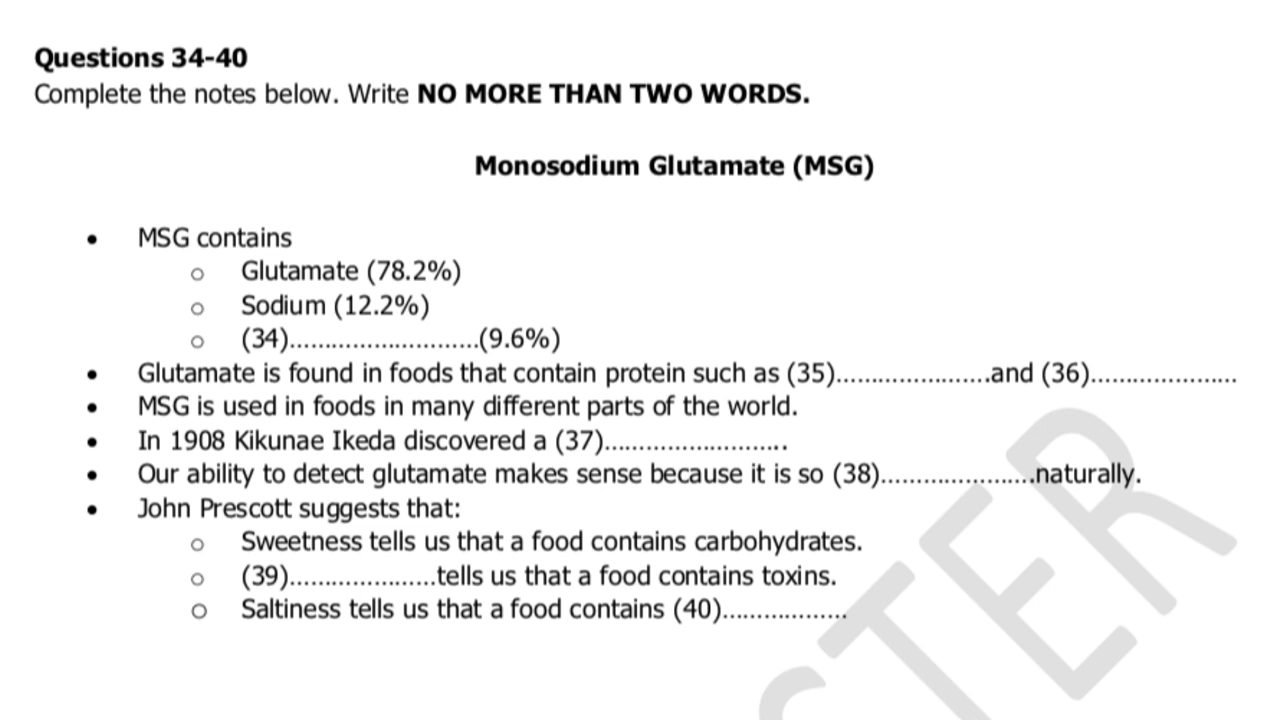 Questions 34-40
Complete the notes below. Write NO MORE THAN TWO WORDS.
Monosodium Glutamate (MSG)
• MSG contains
o Glutamate (78.2%)
o Sodium (12.2%)
o (34)...........................(9.6%)
• Glutamate is found in foods that contain protein such as (35)......................and (36).....................
• MSG is used in foods in many different parts of the world.
• In 1908 Kikunae Ikeda discovered a (37)..........................
• Our ability to detect glutamate makes sense because it is so (38)......................naturally.
• John Prescott suggests that:
o Sweetness tells us that a food contains carbohydrates.
o (39).....................tells us that a food contains toxins.
o Saltiness tells us that a food contains (40)..................
STER